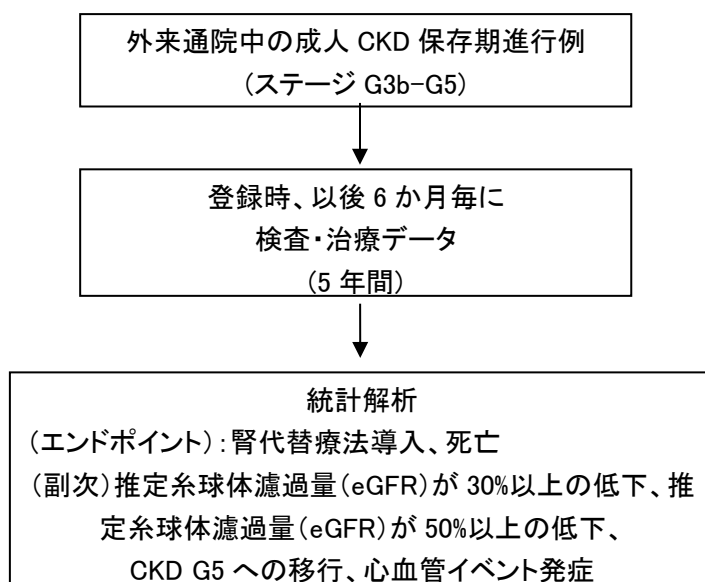 外来通院中の成人 CKD 保存期進行例
(ステージ G3b-G5)
登録時、以後 6 か月毎に
検査・治療データ
(5 年間)
統計解析
(エンドポイント):腎代替療法導入、死亡
(副次)推定糸球体濾過量(eGFR)が 30%以上の低下、推
定糸球体濾過量(eGFR)が 50%以上の低下、
CKD G5 への移行、心血管イベント発症